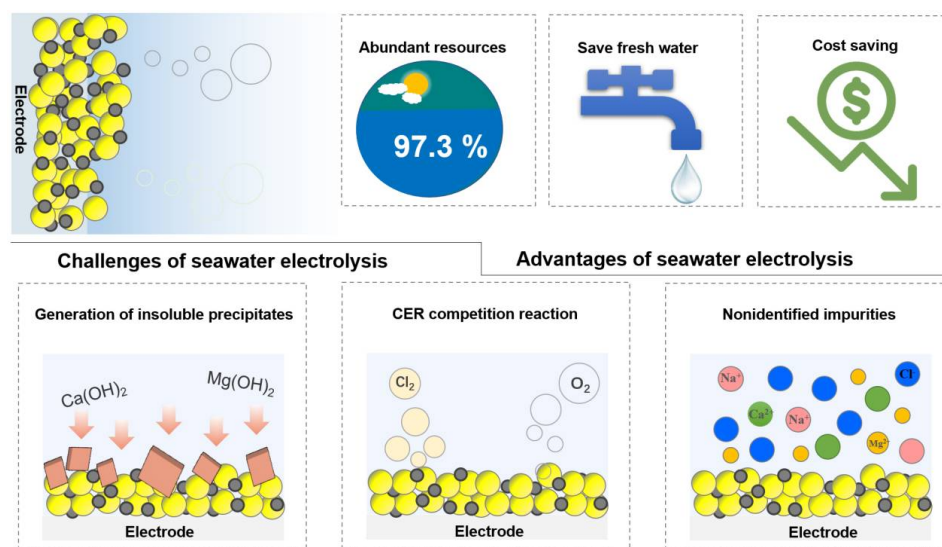 Electrode
Abundant resources
97.3 %
Save fresh water
Cost saving
$
Challenges of seawater electrolysis
Advantages of seawater electrolysis
Generation of insoluble precipitates
Ca(OH)₂
Mg(OH)₂
Electrode
CER competition reaction
Cl₂
O₂
Electrode
Nonidentified impurities
Na⁺
Cl⁻
Ca²⁺
Na⁺
Mg²⁺
Electrode